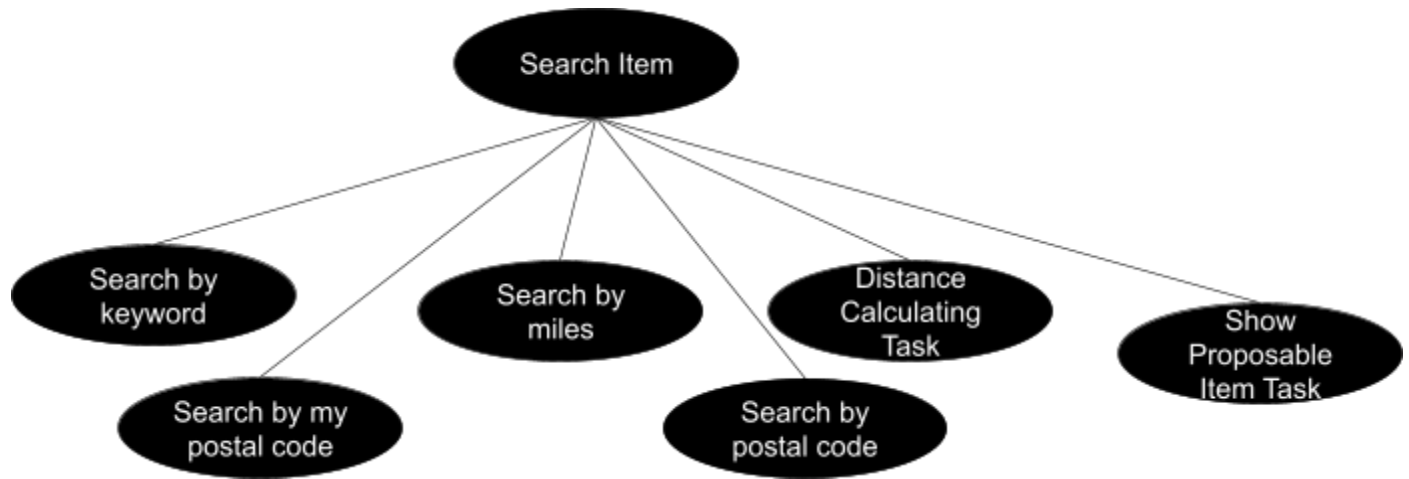 Search Item
Search by
keyword
Search by my
postal code
Search by
miles
Search by
postal code
Distance
Calculating
Task
Show
Proposable
Item Task